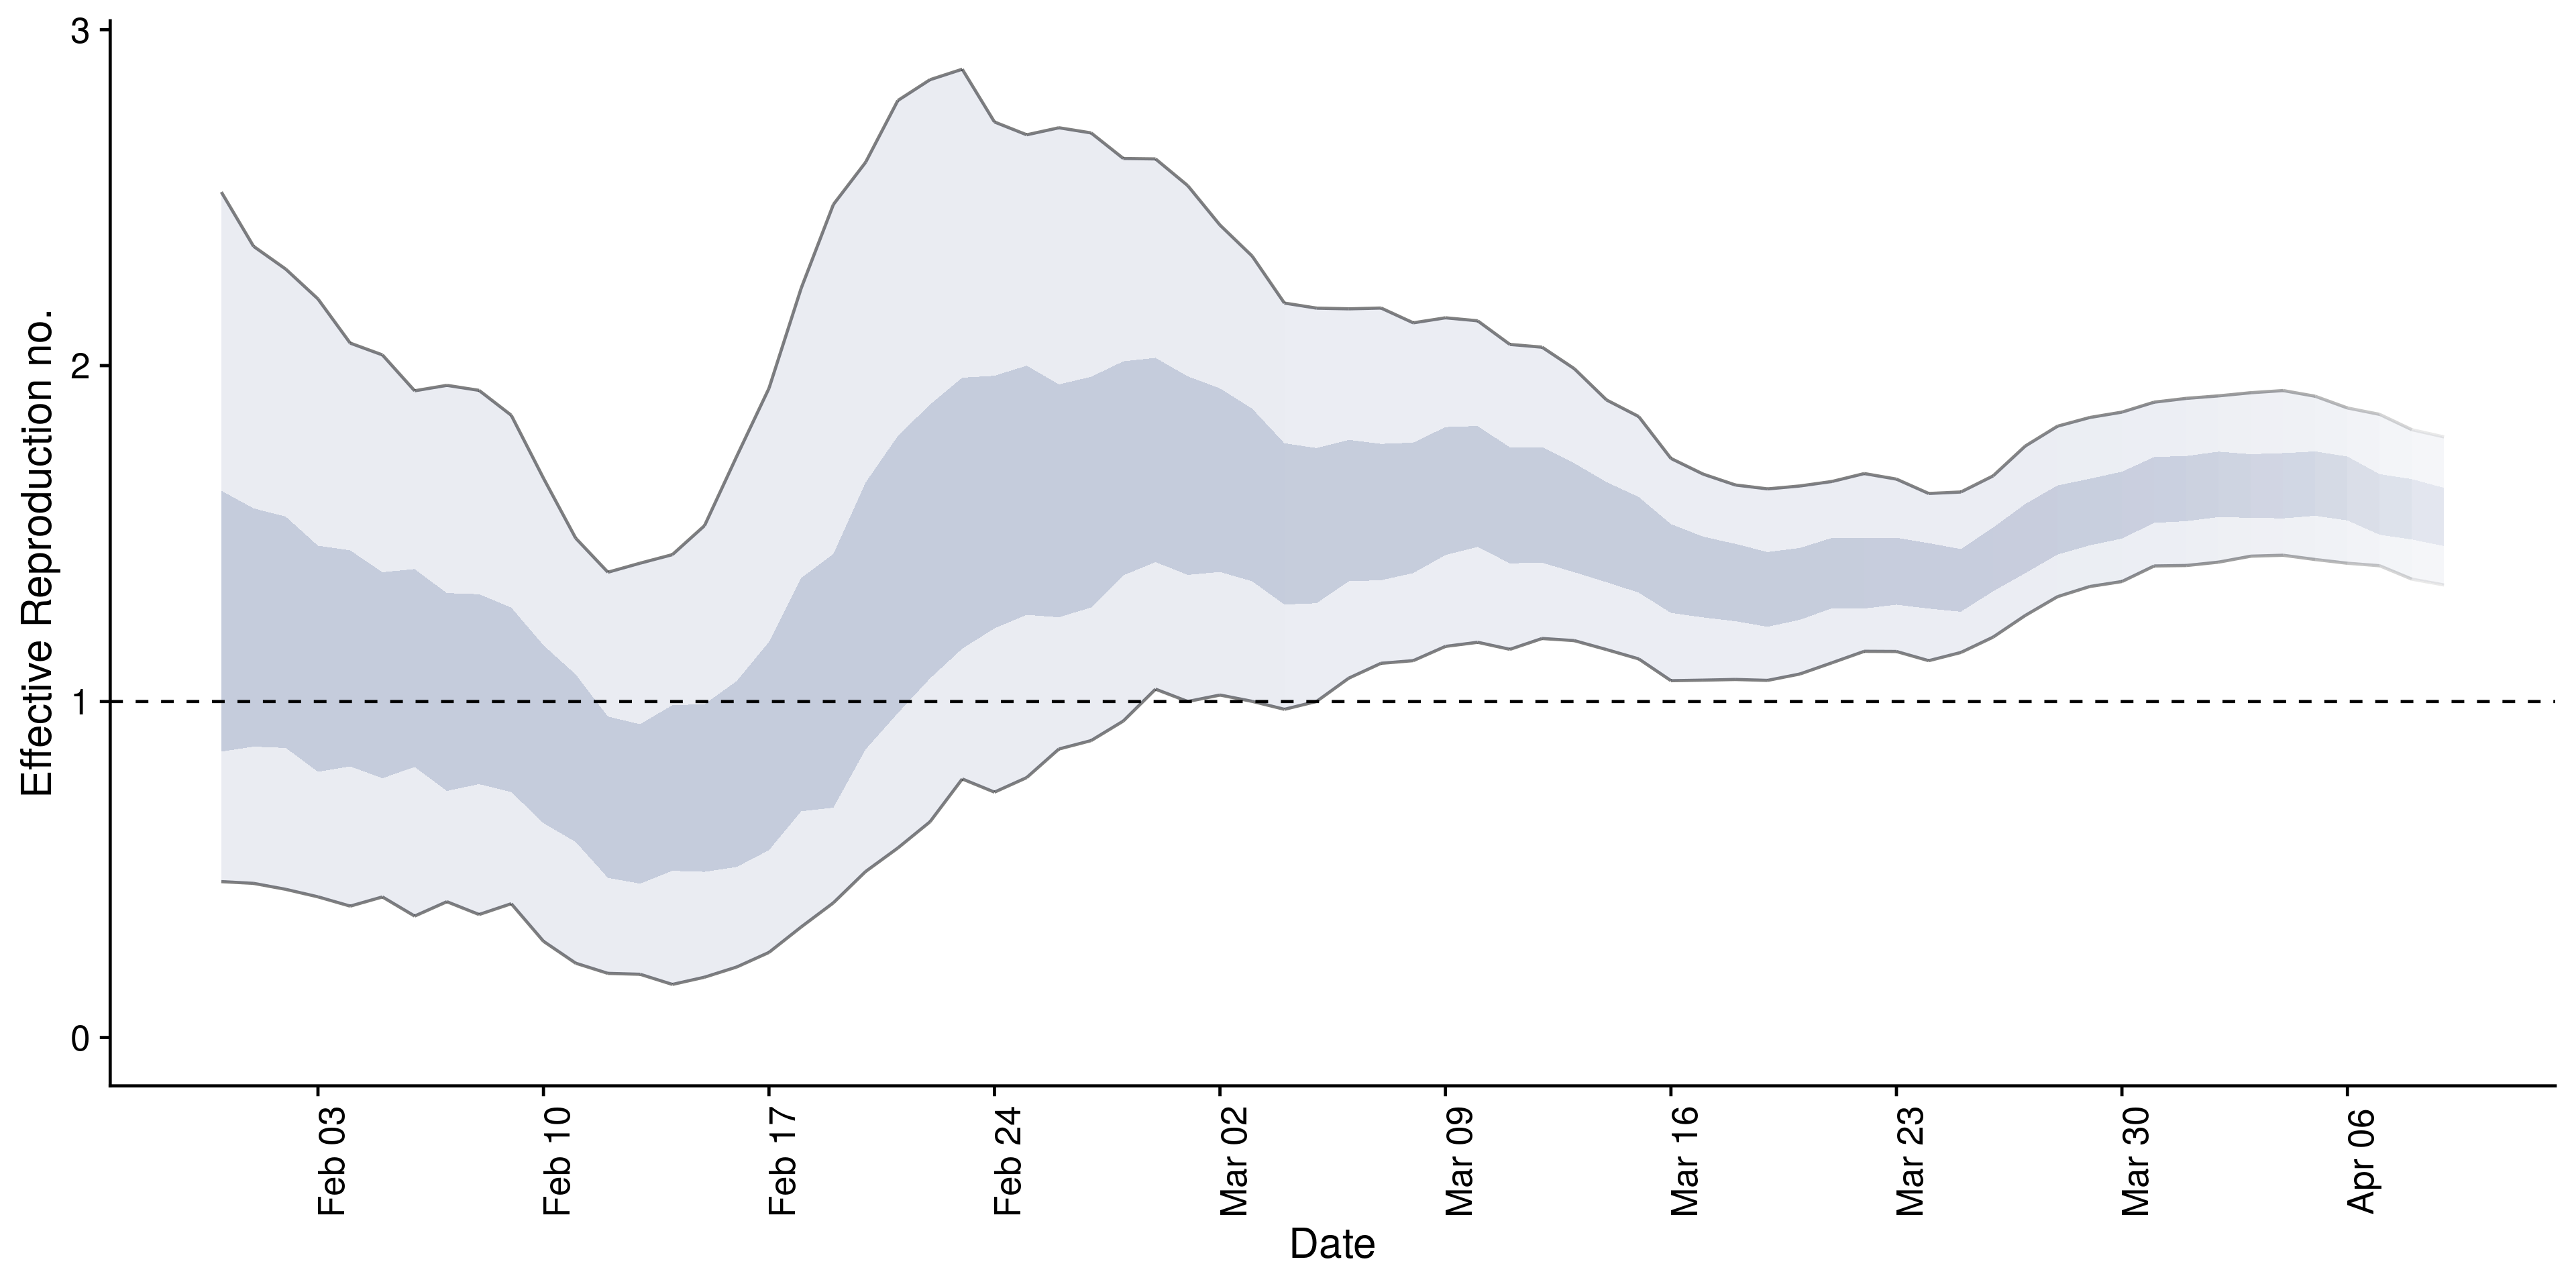 Effective Reproduction no.
3
2
1
0
Feb 03
Feb 10
Feb 17
Feb 24
Mar 02
Mar 09
Mar 16
Mar 23
Mar 30
Apr 06
Date